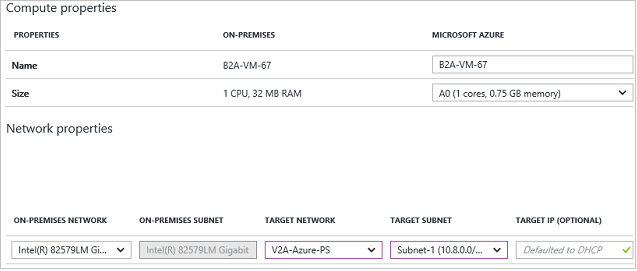 Compute properties
PROPERTIES ON-PREMISES MICROSOFT AZURE
Name B2A-VM-67 B2A-VM-67
Size 1 CPU, 32 MB RAM A0 (1 cores, 0.75 GB memory)
Network properties
ON-PREMISES NETWORK ON-PREMISES SUBNET TARGET NETWORK TARGET SUBNET TARGET IP (OPTIONAL)
Intel(R) 82579LM Gi... Intel(R) 82579LM Gigabit V2A-Azure-PS Subnet-1 (10.8.0.0/... Defaulted to DHCP